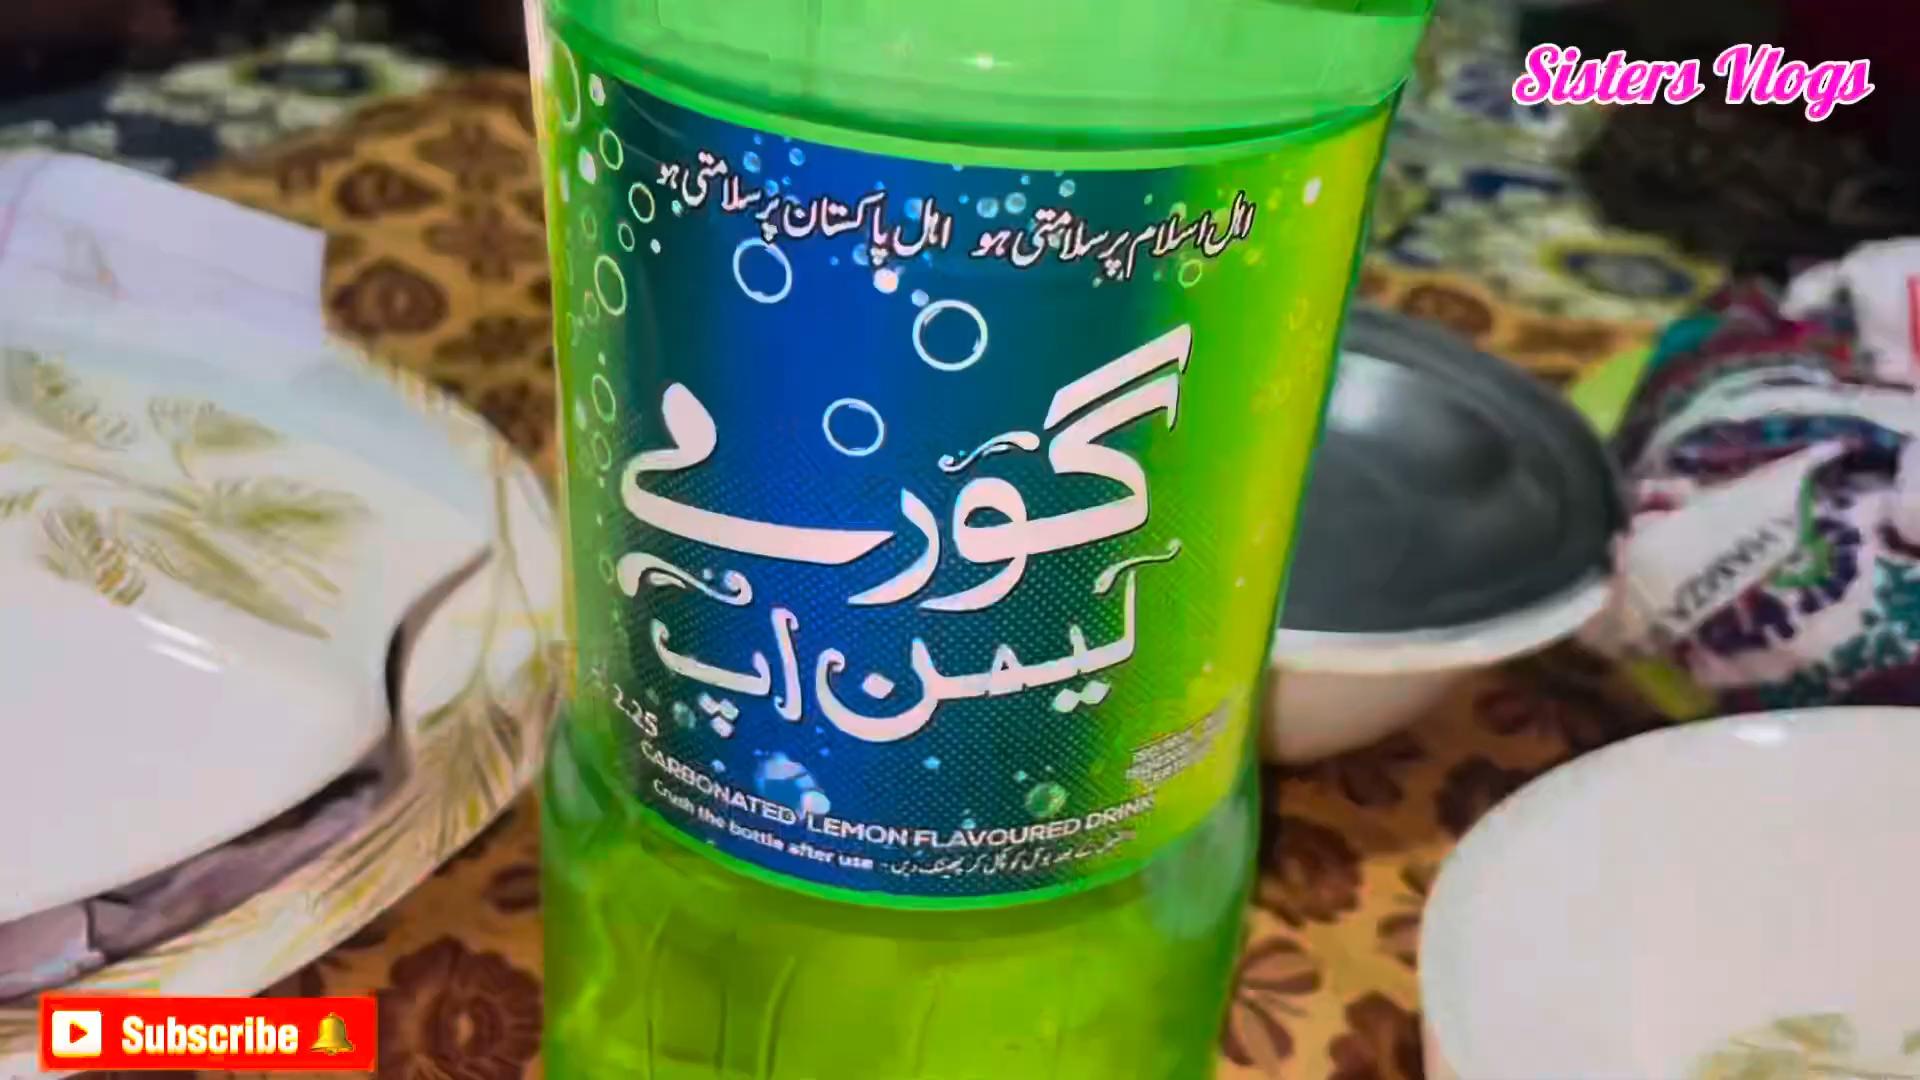 Sisters Vlogs
اہل اسلام پر سلامتی ہو اہل پاکستان پر سلامتی ہو
گورمے
لیمن اپ
2.25
CARBONATED LEMON FLAVOURED DRINK
Crush the bottle after use -
Subscribe